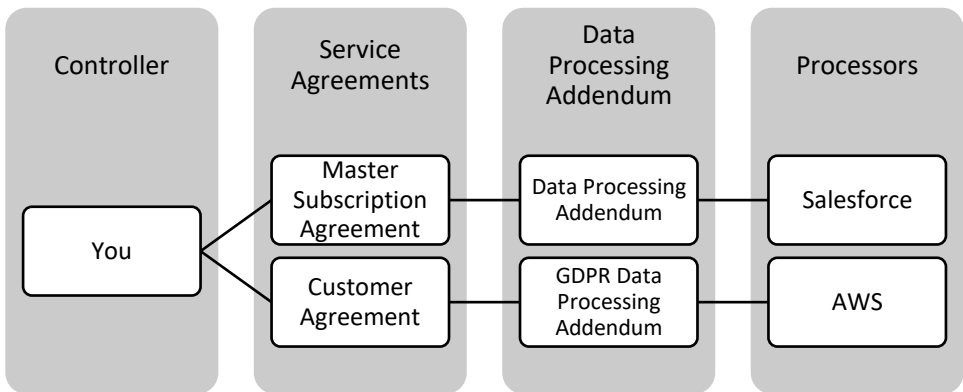 Controller
Service
Agreements
Data
Processing
Addendum
Processors
You
Master
Subscription
Agreement
Data Processing
Addendum
Salesforce
Customer
Agreement
GDPR Data
Processing
Addendum
AWS